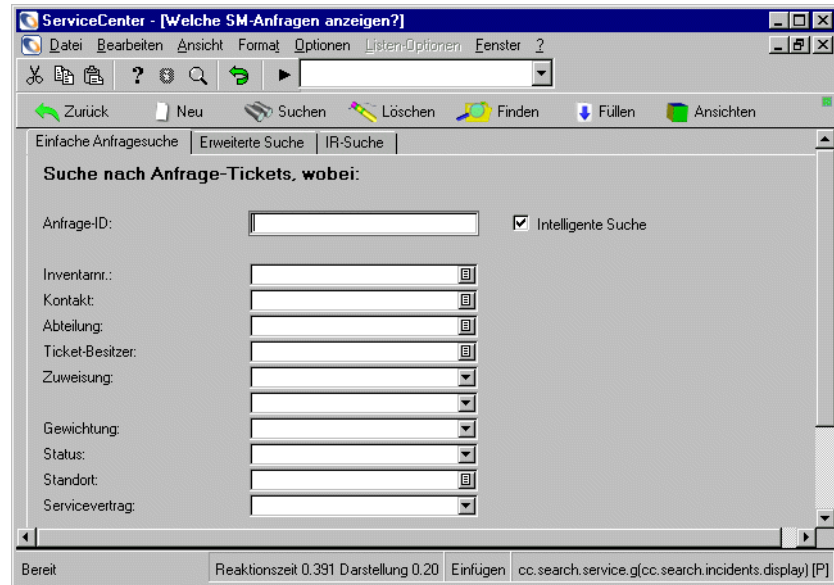 ServiceCenter - [Welche SM-Anfragen anzeigen?]
Datei Bearbeiten Ansicht Format Optionen Listen-Optionen Fenster ?
Zurück Neu Suchen Löschen Finden Füllen Ansichten
Einfache Anfragesuche Erweiterte Suche IR-Suche
Suche nach Anfrage-Tickets, wobei:
Anfrage-ID: Intelligente Suche
Inventarnr.:
Kontakt:
Abteilung:
Ticket-Besitzer:
Zuweisung:
Gewichtung:
Status:
Standort:
Servicevertrag:
Bereit Reaktionszeit 0.391 Darstellung 0.20 Einfügen cc.search.service.g(cc.search.incidents.display) [P]